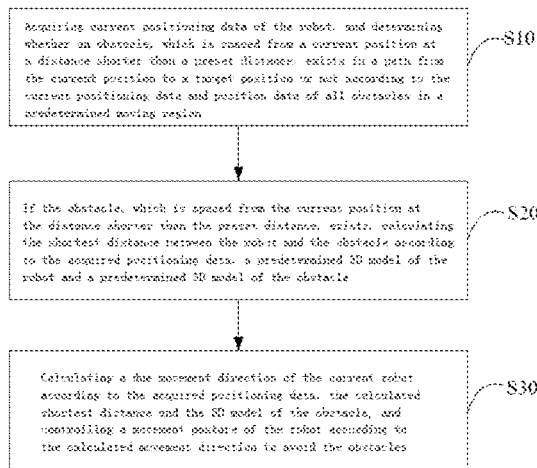 Acquiring current positioning data of the robot, and determining
whether an obstacle, which is spaced from a current position at
a distance shorter than a preset distance, exists in a path from
the current position to a target position or not according to the
current positioning data and position data of all obstacles in a
predetermined moving region
S10
If the obstacle, which is spaced from the current position at
the distance shorter than the preset distance, exists, calculating
the shortest distance between the robot and the obstacle according
to the acquired positioning data, a predetermined 3D model of the
robot and a predetermined 3D model of the obstacle
S20
Calculating a due movement direction of the current robot
according to the acquired positioning data, the calculated
shortest distance and the 3D model of the obstacle, and
controlling a movement posture of the robot according to
the calculated movement direction to avoid the obstacles
S30